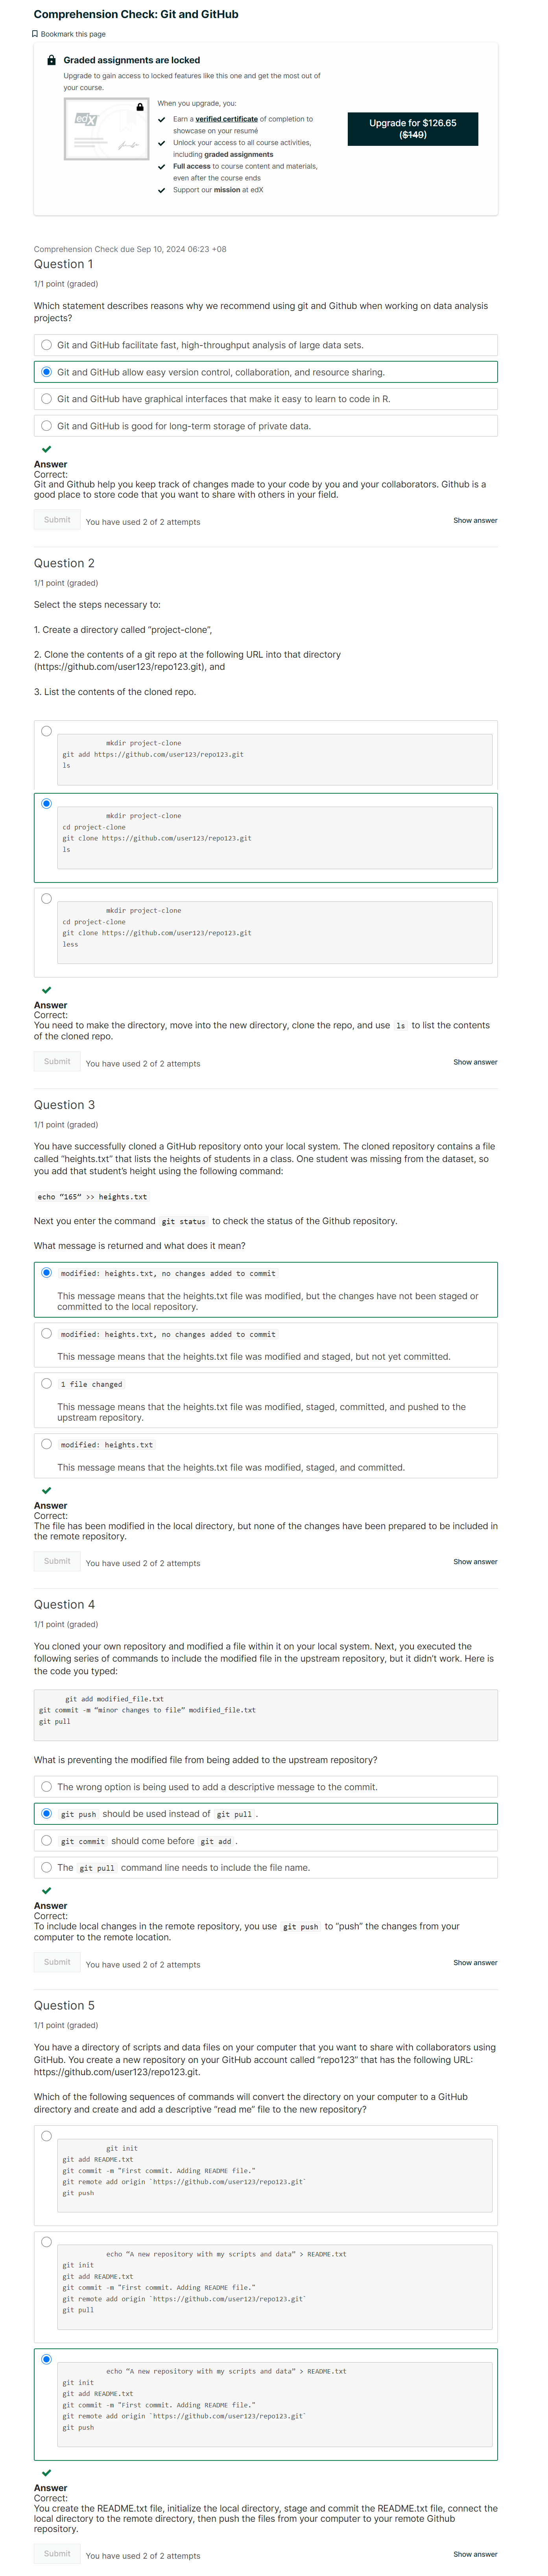 Comprehension Check: Git and GitHub
Bookmark this page
Graded assignments are locked
Upgrade to gain access to locked features like this one and get the most out of
your course.
edX
When you upgrade, you:
Earn a verified certificate of completion to
showcase on your resumé
Unlock your access to all course activities,
including graded assignments
Full access to course content and materials,
even after the course ends
Support our mission at edX
Upgrade for $126.65
($149)
Comprehension Check due Sep 10, 2024 06:23 +08
Question 1
1/1 point (graded)
Which statement describes reasons why we recommend using git and Github when working on data analysis
projects?
Git and GitHub facilitate fast, high-throughput analysis of large data sets.
Git and GitHub allow easy version control, collaboration, and resource sharing.
Git and GitHub have graphical interfaces that make it easy to learn to code in R.
Git and GitHub is good for long-term storage of private data.
Answer
Correct:
Git and Github help you keep track of changes made to your code by you and your collaborators. Github is a
good place to store code that you want to share with others in your field.
Submit
You have used 2 of 2 attempts
Show answer
Question 2
1/1 point (graded)
Select the steps necessary to:
1. Create a directory called “project-clone”,
2. Clone the contents of a git repo at the following URL into that directory
(https://github.com/user123/repo123.git), and
3. List the contents of the cloned repo.
mkdir project-clone
git add https://github.com/user123/repo123.git
ls
mkdir project-clone
cd project-clone
git clone https://github.com/user123/repo123.git
ls
mkdir project-clone
cd project-clone
git clone https://github.com/user123/repo123.git
less
Answer
Correct:
You need to make the directory, move into the new directory, clone the repo, and use ls to list the contents
of the cloned repo.
Submit
You have used 2 of 2 attempts
Show answer
Question 3
1/1 point (graded)
You have successfully cloned a GitHub repository onto your local system. The cloned repository contains a file
called “heights.txt” that lists the heights of students in a class. One student was missing from the dataset, so
you add that student’s height using the following command:
echo “165” >> heights.txt
Next you enter the command git status to check the status of the Github repository.
What message is returned and what does it mean?
modified: heights.txt, no changes added to commit
This message means that the heights.txt file was modified, but the changes have not been staged or
committed to the local repository.
modified: heights.txt, no changes added to commit
This message means that the heights.txt file was modified and staged, but not yet committed.
1 file changed
This message means that the heights.txt file was modified, staged, committed, and pushed to the
upstream repository.
modified: heights.txt
This message means that the heights.txt file was modified, staged, and committed.
Answer
Correct:
The file has been modified in the local directory, but none of the changes have been prepared to be included in
the remote repository.
Submit
You have used 2 of 2 attempts
Show answer
Question 4
1/1 point (graded)
You cloned your own repository and modified a file within it on your local system. Next, you executed the
following series of commands to include the modified file in the upstream repository, but it didn’t work. Here is
the code you typed:
git add modified_file.txt
git commit -m “minor changes to file” modified_file.txt
git pull
What is preventing the modified file from being added to the upstream repository?
The wrong option is being used to add a descriptive message to the commit.
git push should be used instead of git pull.
git commit should come before git add.
The git pull command line needs to include the file name.
Answer
Correct:
To include local changes in the remote repository, you use git push to “push” the changes from your
computer to the remote location.
Submit
You have used 2 of 2 attempts
Show answer
Question 5
1/1 point (graded)
You have a directory of scripts and data files on your computer that you want to share with collaborators using
GitHub. You create a new repository on your GitHub account called “repo123” that has the following URL:
https://github.com/user123/repo123.git.
Which of the following sequences of commands will convert the directory on your computer to a GitHub
directory and create and add a descriptive “read me” file to the new repository?
git init
git add README.txt
git commit -m "First commit. Adding README file."
git remote add origin `https://github.com/user123/repo123.git`
git push
echo “A new repository with my scripts and data” > README.txt
git init
git add README.txt
git commit -m "First commit. Adding README file."
git remote add origin `https://github.com/user123/repo123.git`
git pull
echo “A new repository with my scripts and data” > README.txt
git init
git add README.txt
git commit -m "First commit. Adding README file."
git remote add origin `https://github.com/user123/repo123.git`
git push
Answer
Correct:
You create the README.txt file, initialize the local directory, stage and commit the README.txt file, connect the
local directory to the remote directory, then push the files from your computer to your remote Github
repository.
Submit
You have used 2 of 2 attempts
Show answer